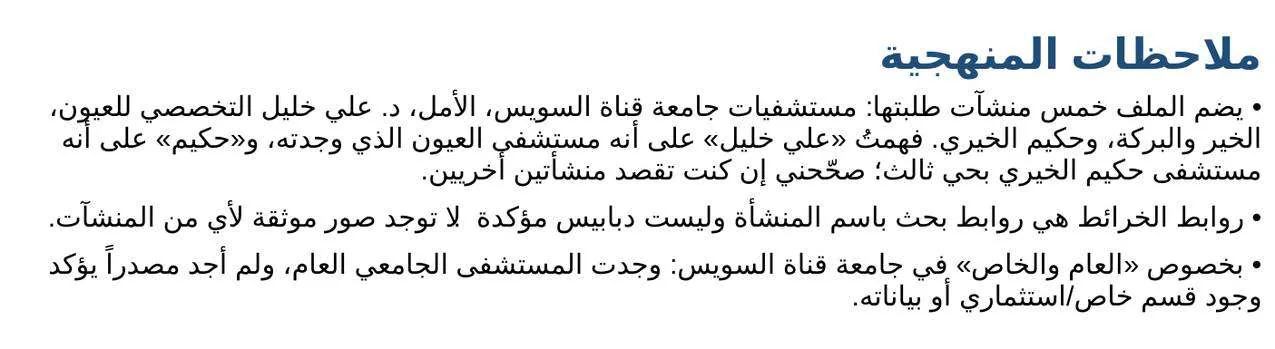 ملاحظات المنهجية
• يضم الملف خمس منشآت طلبتها: مستشفيات جامعة قناة السويس، الأمل، د. علي خليل التخصصي للعيون،
الخير والبركة، وحكيم الخيري. فهمتُ «علي خليل» على أنه مستشفى العيون الذي وجدته، و«حكيم» على أنه
مستشفى حكيم الخيري بحي ثالث؛ صحّحني إن كنت تقصد منشأتين أخريين.
• روابط الخرائط هي روابط بحث باسم المنشأة وليست دبابيس مؤكدة لا توجد صور موثقة لأي من المنشآت.
• بخصوص «العام والخاص» في جامعة قناة السويس: وجدت المستشفى الجامعي العام، ولم أجد مصدراً يؤكد
وجود قسم خاص/استثماري أو بياناته.